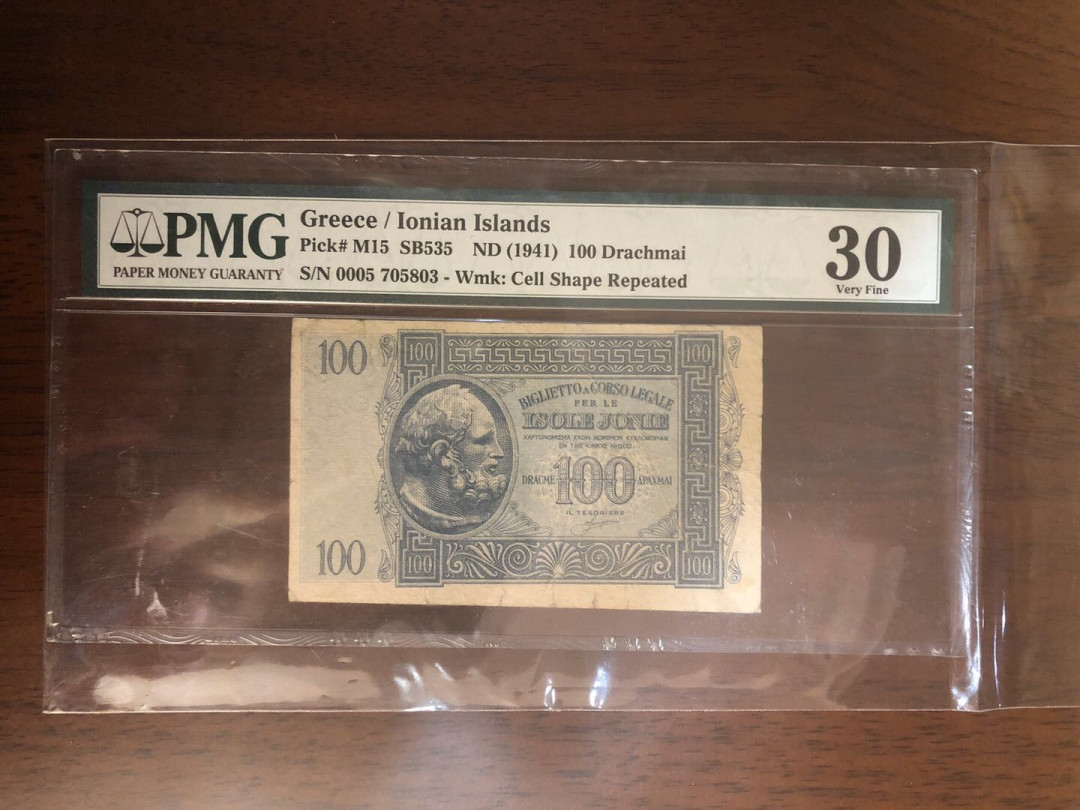 PMG
PAPER MONEY GUARANTY
Greece / Ionian Islands
Pick# M15 SB535 ND (1941) 100 Drachmai
S/N 0005 705803 - Wmk: Cell Shape Repeated
30
Very Fine
100
100
100
BIGLIETTO A CORSO LEGALE
PER LE
ISOLE JONIE
DRACME 100 ΔΡΑΧΜΑΙ
IL TESORIERE
100
100
100